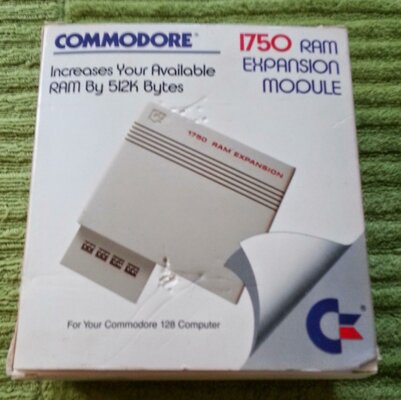 COMMODORE
1750 RAM
EXPANSION
MODULE
Increases Your Available
RAM By 512K Bytes
1750 RAM EXPANSION
For Your Commodore 128 Computer